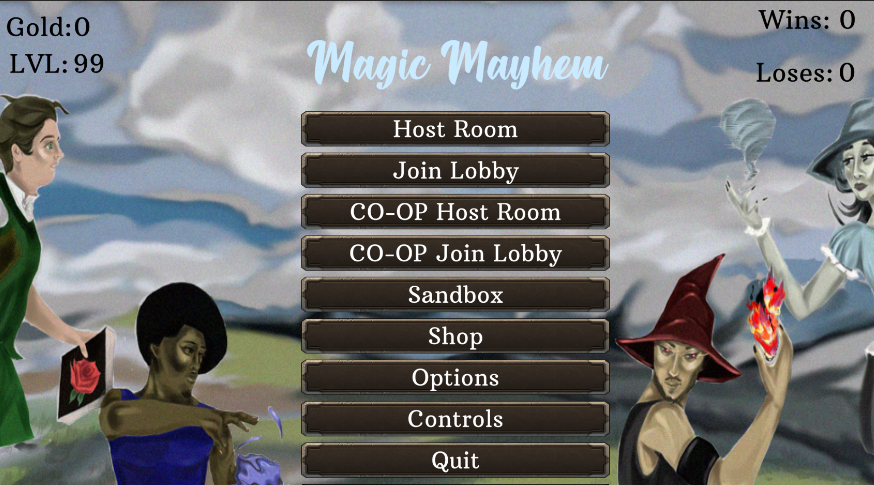 Gold:0
LVL: 99
Wins: 0
Loses: 0
Magic Mayhem
Host Room
Join Lobby
CO-OP Host Room
CO-OP Join Lobby
Sandbox
Shop
Options
Controls
Quit